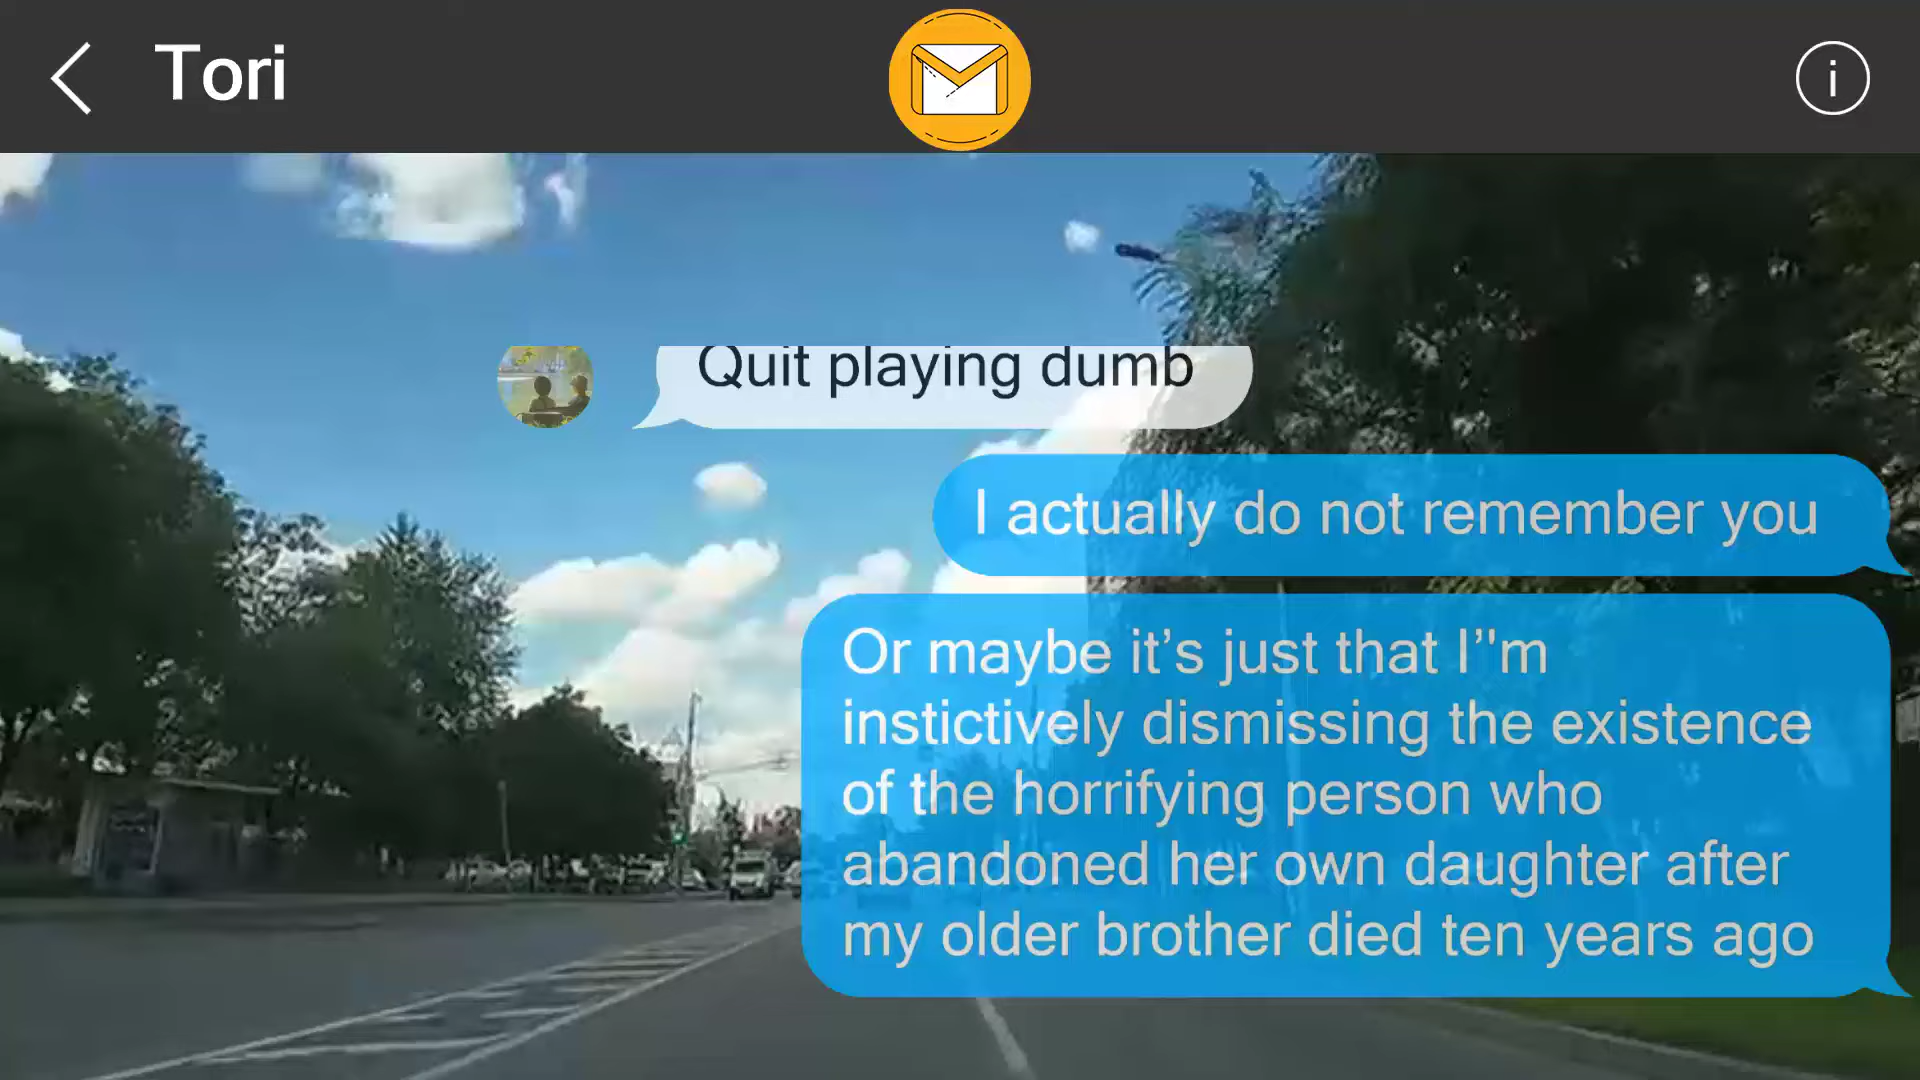 Tori
i
Quit playing dumb
I actually do not remember you
Or maybe it’s just that I''m
instictively dismissing the existence
of the horrifying person who
abandoned her own daughter after
my older brother died ten years ago